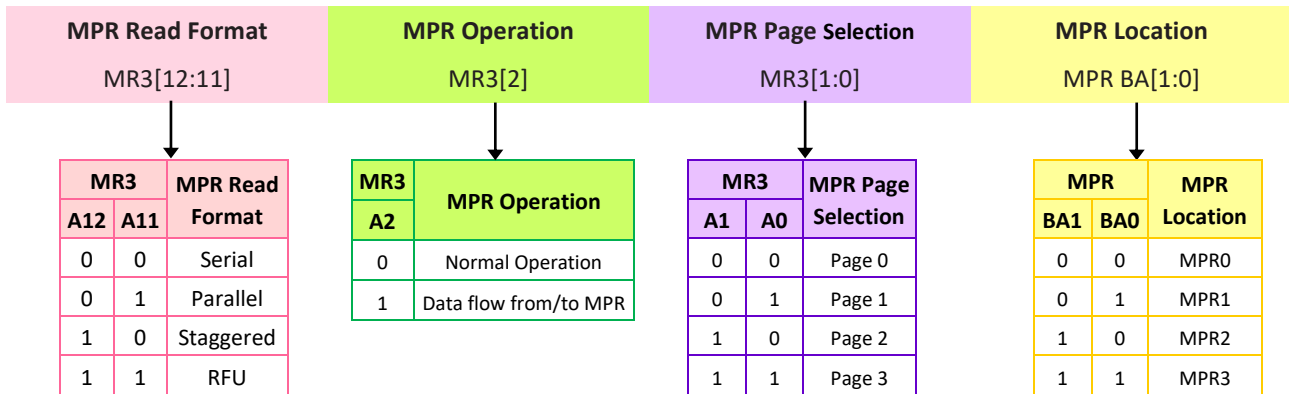 MPR Read Format MPR Operation MPR Page Selection MPR Location
MR3[12:11] MR3[2] MR3[1:0] MPR BA[1:0]
MR3 MPR Read Format
A12 A11
0 0 Serial
0 1 Parallel
1 0 Staggered
1 1 RFU
MR3 MPR Operation
A2
0 Normal Operation
1 Data flow from/to MPR
MR3 MPR Page Selection
A1 A0
0 0 Page 0
0 1 Page 1
1 0 Page 2
1 1 Page 3
MPR MPR Location
BA1 BA0
0 0 MPR0
0 1 MPR1
1 0 MPR2
1 1 MPR3